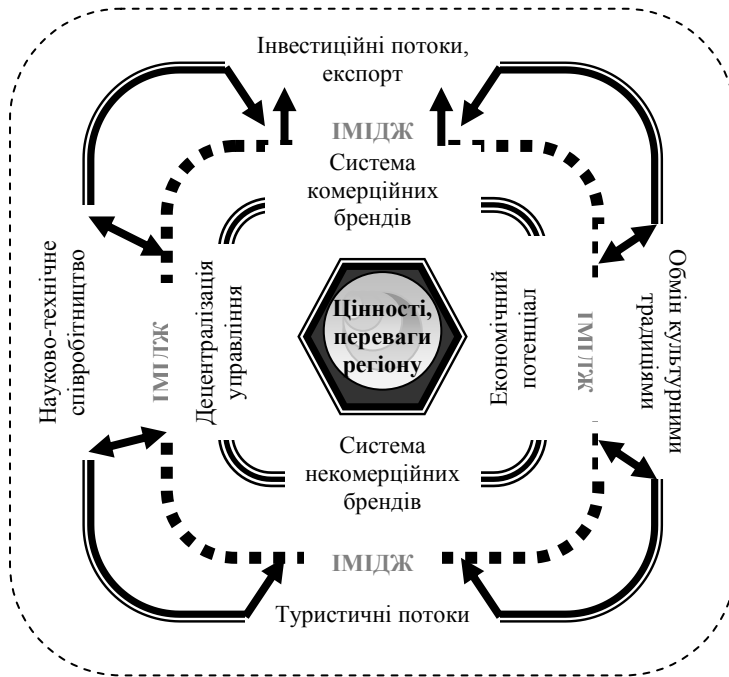 Інвестиційні потоки,
експорт
ІМІДЖ
Система
комерційних
брендів
Науково-технічне
співробітництво
ІМІДЖ
Децентралізація
управління
Цінності,
переваги
регіону
Економічний
потенціал
ІМІДЖ
Обмін культурними
традиціями
Система
некомерційних
брендів
ІМІДЖ
Туристичні потоки